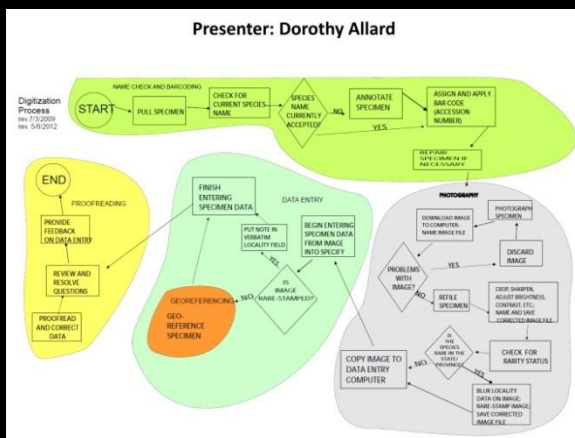 Presenter: Dorothy Allard
Digitization
Process
rev.7/3/2009
rev. 5/8/2012
NAME CHECK AND BARCODING
START
PULL SPECIMEN
CHECK FOR
CURRENT SPECIES
NAME
SPECIES
NAME
CURRENTLY
ACCEPTED?
NO
YES
ANNOTATE
SPECIMEN
ASSIGN AND APPLY
BAR CODE
(ACCESSION
NUMBER)
REPAIR
SPECIMEN IF
NECESSARY
PHOTOGRAPHY
PHOTOGRAPH
SPECIMEN
DOWNLOAD IMAGE
TO COMPUTER;
NAME IMAGE FILE
PROBLEMS
WITH
IMAGE?
YES
DISCARD
IMAGE
NO
REFILE
SPECIMEN
CROP, SHARPEN,
ADJUST BRIGHTNESS,
CONTRAST, ETC.;
NAME AND SAVE
CORRECTED IMAGE FILE
CHECK FOR
RARITY STATUS
IS
THE
SPECIES
RARE IN THE
STATE/
PROVINCE?
NO
YES
BLUR LOCALITY
DATA ON IMAGE;
RARE-STAMP IMAGE;
SAVE CORRECTED
IMAGE FILE
COPY IMAGE TO
DATA ENTRY
COMPUTER
DATA ENTRY
BEGIN ENTERING
SPECIMEN DATA
FROM IMAGE
INTO SPECIFY
IS
IMAGE
RARE-STAMPED?
YES
NO
PUT NOTE IN
VERBATIM
LOCALITY FIELD
GEOREFERENCING
GEO-
REFERENCE
SPECIMEN
FINISH
ENTERING
SPECIMEN DATA
PROOFREADING
PROOFREAD
AND CORRECT
DATA
REVIEW AND
RESOLVE
QUESTIONS
PROVIDE
FEEDBACK
ON DATA ENTRY
END